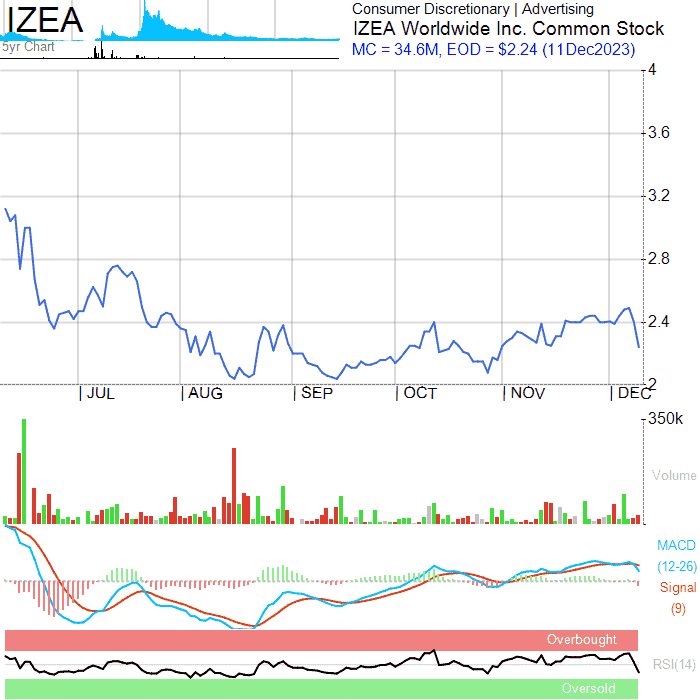 IZEA
5yr Chart
Consumer Discretionary | Advertising
IZEA Worldwide Inc. Common Stock
MC = 34.6M, EOD = $2.24 (11Dec2023)
4
3.6
3.2
2.8
2.4
2
JUL AUG SEP OCT NOV DEC
350k
Volume
MACD
(12-26)
Signal
(9)
Overbought
RSI(14)
Oversold